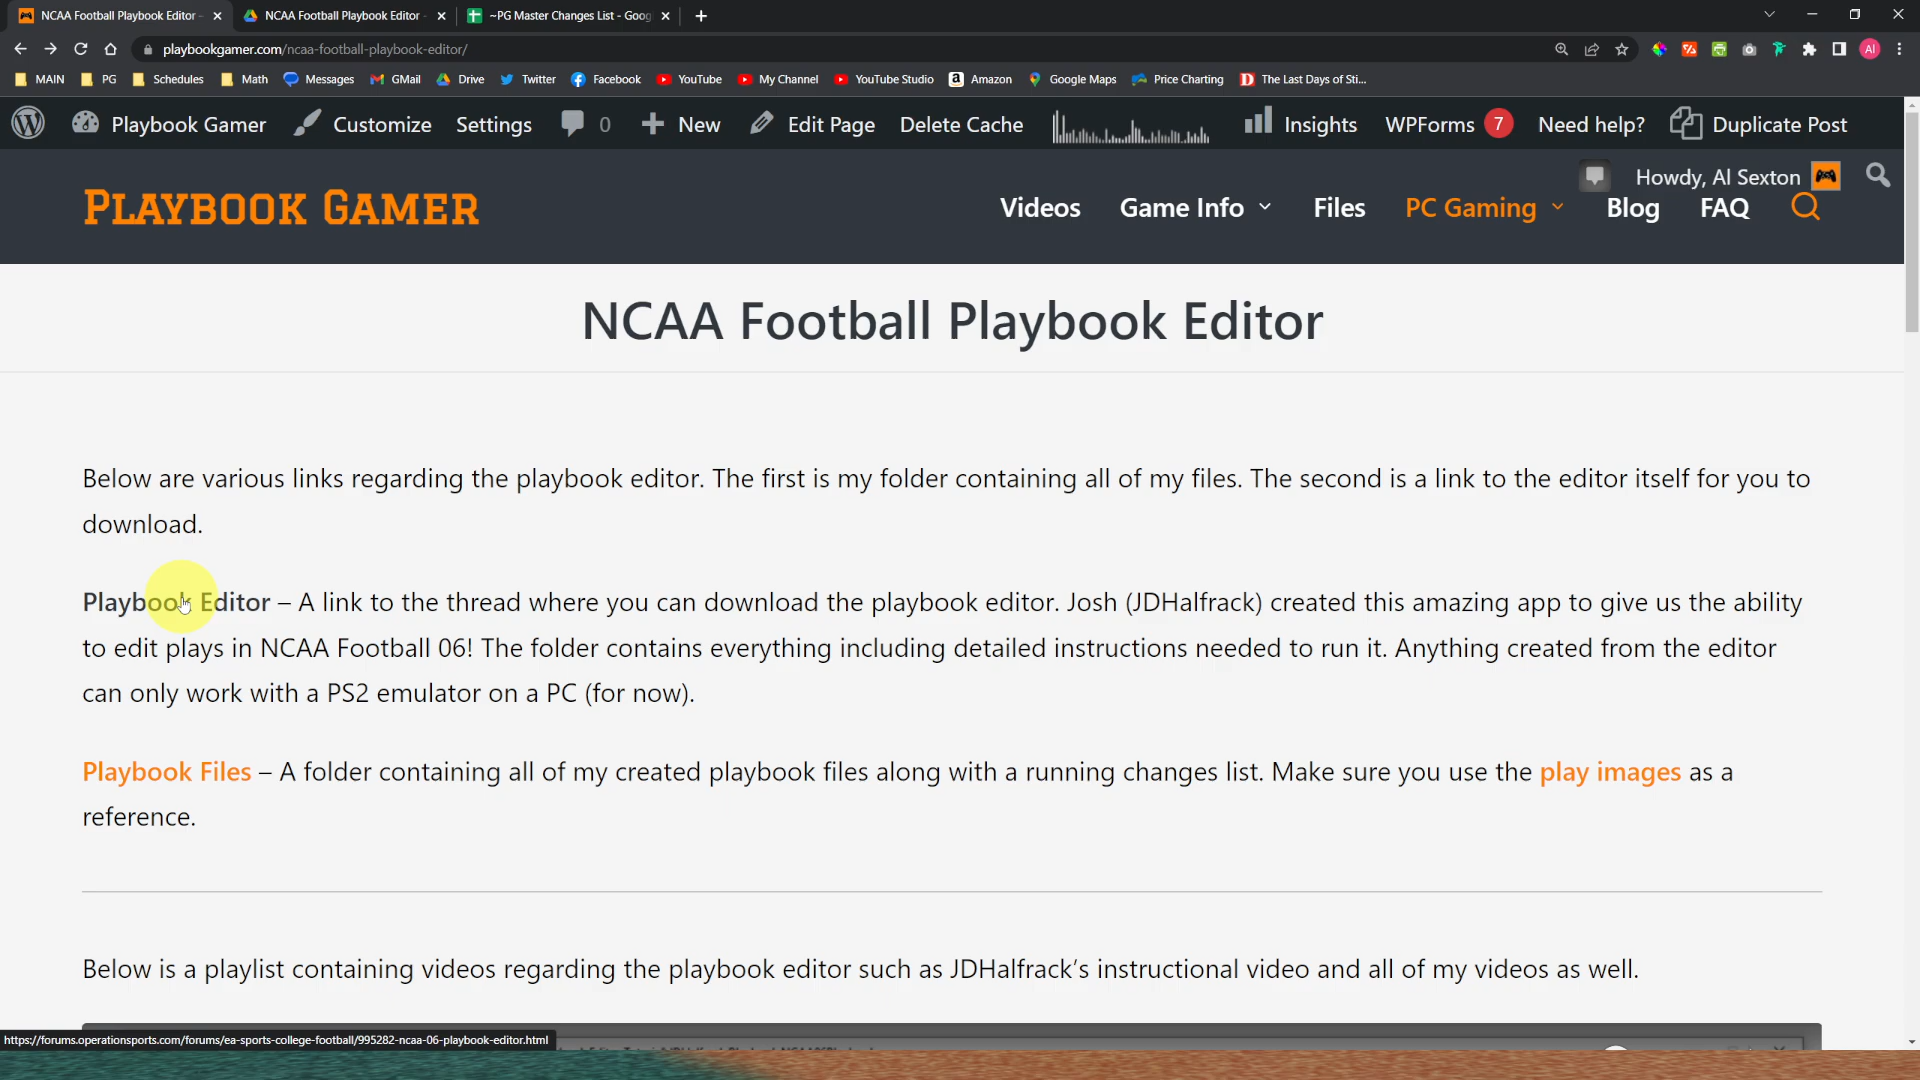 NCAA Football Playbook Editor - NCAA Football Playbook Editor - ~PG Master Changes List - Goog
playbookgamer.com/ncaa-football-playbook-editor/
MAIN PG Schedules Math Messages GMail Drive Twitter Facebook YouTube My Channel YouTube Studio Amazon Google Maps Price Charting The Last Days of Sti...
Playbook Gamer Customize Settings 0 New Edit Page Delete Cache Insights WPForms 7 Need help? Duplicate Post
Howdy, Al Sexton
PLAYBOOK GAMER Videos Game Info Files PC Gaming Blog FAQ
NCAA Football Playbook Editor
Below are various links regarding the playbook editor. The first is my folder containing all of my files. The second is a link to the editor itself for you to
download.
Playbook Editor – A link to the thread where you can download the playbook editor. Josh (JDHalfrack) created this amazing app to give us the ability
to edit plays in NCAA Football 06! The folder contains everything including detailed instructions needed to run it. Anything created from the editor
can only work with a PS2 emulator on a PC (for now).
Playbook Files – A folder containing all of my created playbook files along with a running changes list. Make sure you use the play images as a
reference.
Below is a playlist containing videos regarding the playbook editor such as JDHalfrack's instructional video and all of my videos as well.
https://forums.operationsports.com/forums/ea-sports-college-football/995282-ncaa-06-playbook-editor.html